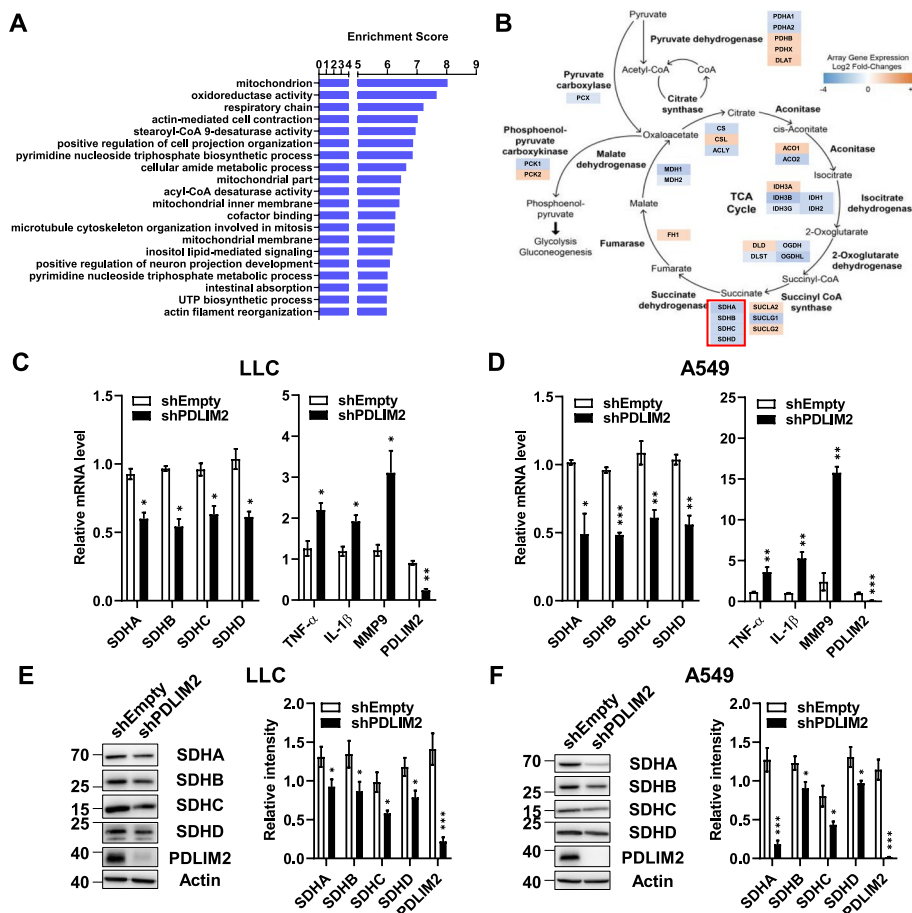 A
Enrichment Score
0 1 2 3 4 5 6 7 8 9
mitochondrion
oxidoreductase activity
respiratory chain
actin-mediated cell contraction
stearoyl-CoA 9-desaturase activity
positive regulation of cell projection organization
pyrimidine nucleoside triphosphate biosynthetic process
cellular amide metabolic process
mitochondrial part
acyl-CoA desaturase activity
mitochondrial inner membrane
cofactor binding
microtubule cytoskeleton organization involved in mitosis
mitochondrial membrane
inositol lipid-mediated signaling
positive regulation of neuron projection development
pyrimidine nucleoside triphosphate metabolic process
intestinal absorption
UTP biosynthetic process
actin filament reorganization
B
Pyruvate
Pyruvate dehydrogenase
PDHA1
PDHA2
PDHB
PDHX
DLAT
Array Gene Expression
Log2 Fold-Changes
-4 0 +4
Acetyl-CoA
CoA
Pyruvate
carboxylase
PCX
Citrate
synthase
Citrate
Aconitase
Oxaloacetate
CS
CSL
ACLY
cis-Aconitate
ACO1
ACO2
Aconitase
Phosphoenol-
pyruvate
carboxykinase
PCK1
PCK2
Malate
dehydrogenase
MDH1
MDH2
Isocitrate
TCA
Cycle
IDH3A
IDH3B IDH1
IDH3G IDH2
Isocitrate
dehydrogenase
Malate
Phosphoenol-
pyruvate
Glycolysis
Gluconeogenesis
FH1
Fumarase
2-Oxoglutarate
DLD OGDH
DLST OGDHL
2-Oxoglutarate
dehydrogenase
Fumarate
Succinyl-CoA
Succinate
Succinate
dehydrogenase
SDHA SUCLA2
SDHB SUCLG1
SDHC SUCLG2
SDHD
Succinyl CoA
synthase
C
LLC
Relative mRNA level
1.5
1.0
0.5
0.0
shEmpty
shPDLIM2
* * * *
SDHA SDHB SDHC SDHD
5
4
3
2
1
0
shEmpty
shPDLIM2
* * * **
TNF-α IL-1β MMP9 PDLIM2
D
A549
Relative mRNA level
1.5
1.0
0.5
0.0
shEmpty
shPDLIM2
* *** ** **
SDHA SDHB SDHC SDHD
25
20
15
10
5
0
shEmpty
shPDLIM2
** ** ** ***
TNF-α IL-1β MMP9 PDLIM2
E
LLC
shEmpty
shPDLIM2
70 SDHA
25 SDHB
15 SDHC
25 SDHD
40 PDLIM2
40 Actin
Relative intensity
2.0
1.5
1.0
0.5
0.0
shEmpty
shPDLIM2
* * * * ***
SDHA SDHB SDHC SDHD PDLIM2
F
A549
shEmpty
shPDLIM2
70 SDHA
25 SDHB
15 SDHC
25 SDHD
40 PDLIM2
40 Actin
Relative intensity
2.0
1.5
1.0
0.5
0.0
shEmpty
shPDLIM2
*** * * * ***
SDHA SDHB SDHC SDHD PDLIM2